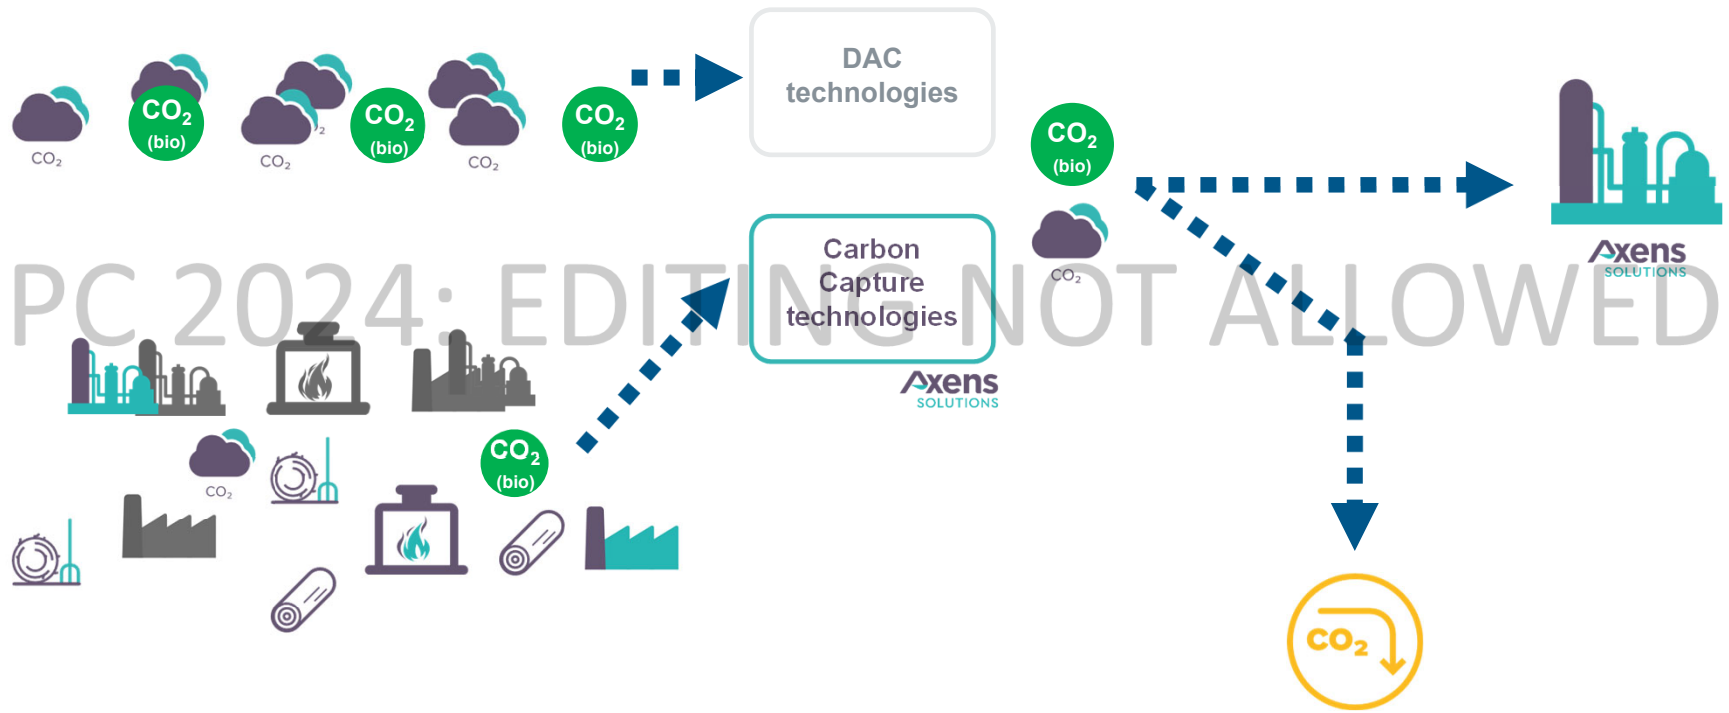 DAC
technologies
CO₂
CO₂
(bio)
CO₂
2
CO₂
(bio)
CO₂
CO₂
(bio)
CO₂
(bio)
CO₂
Carbon
Capture
technologies
Axens
SOLUTIONS
Axens
SOLUTIONS
PC 2024: EDITING NOT ALLOWED
CO₂
CO₂
(bio)
CO₂